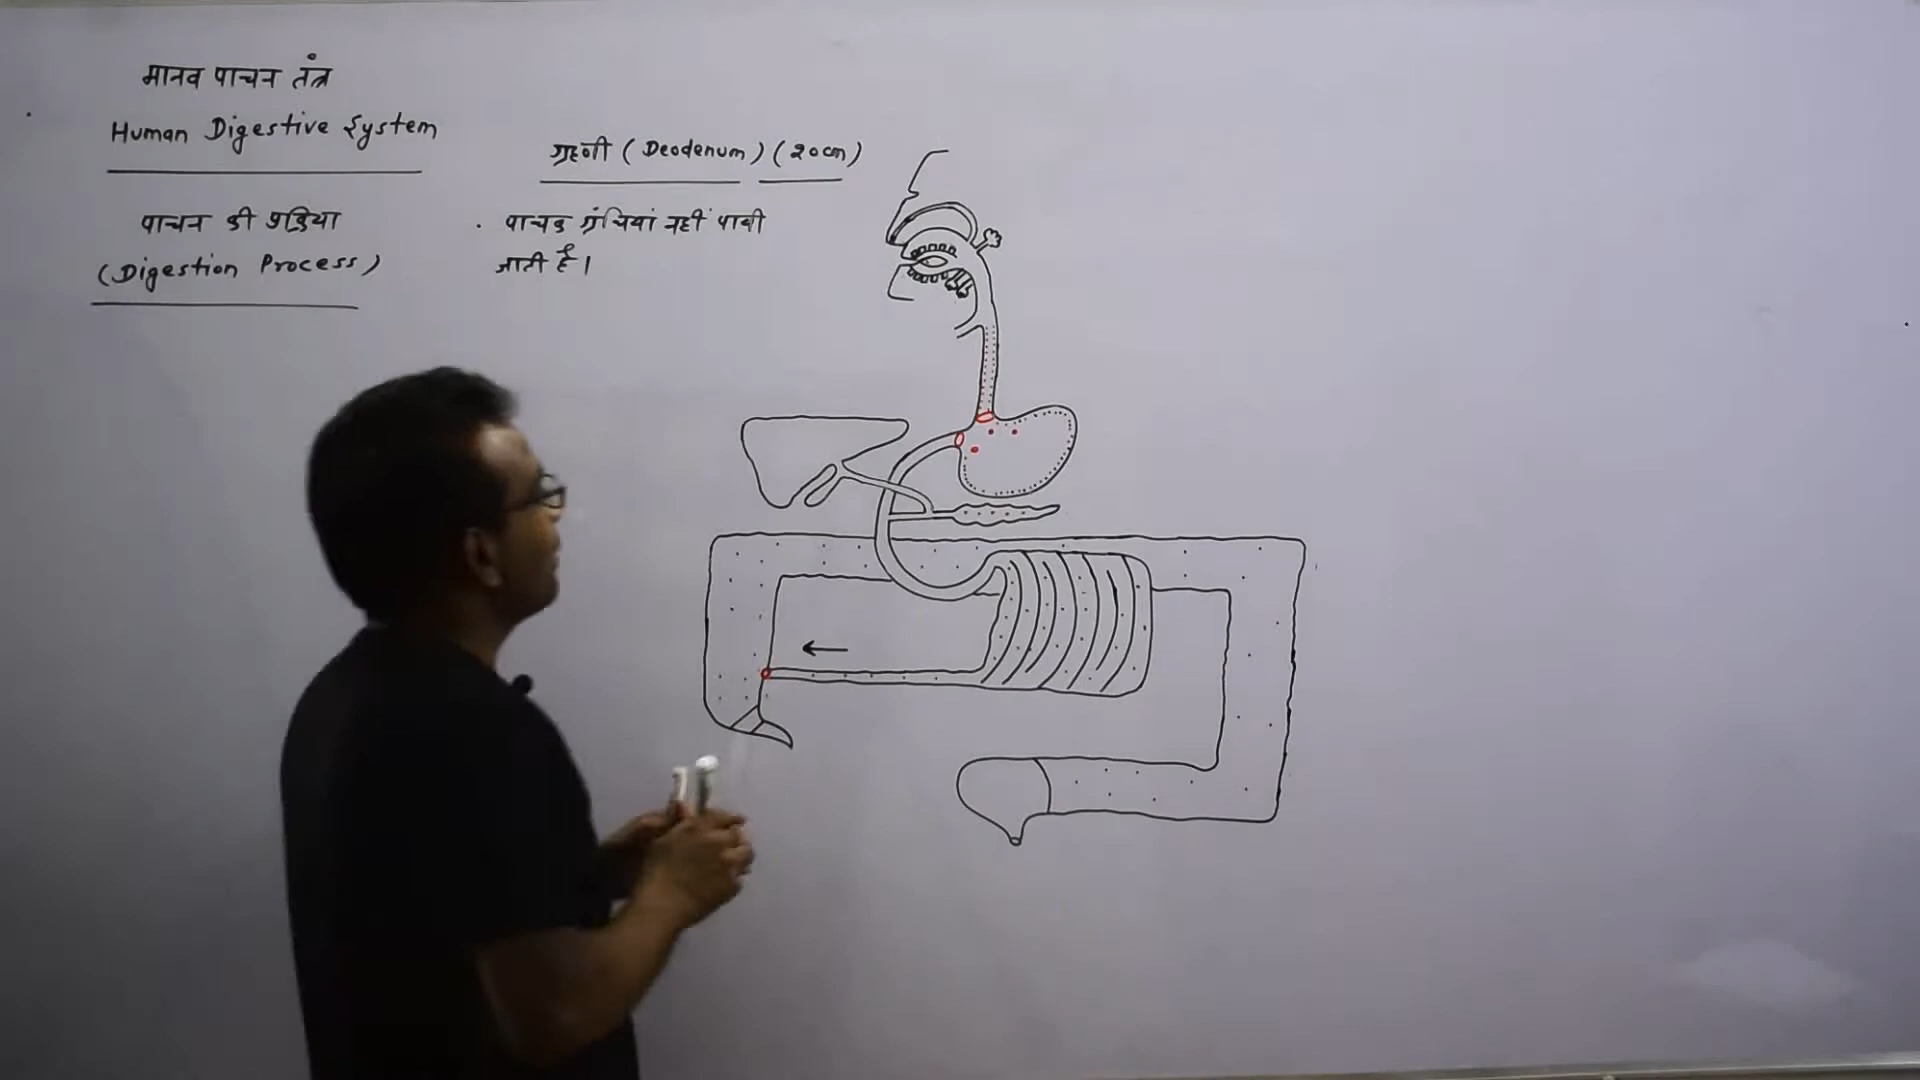 मानव पाचन तंत्र
Human Digestive System
पाचन की प्रक्रिया
(Digestion Process)
ग्रहणी (Deodenum) (20cm)
. पाचक ग्रंथियां नहीं पायी
जाती है।